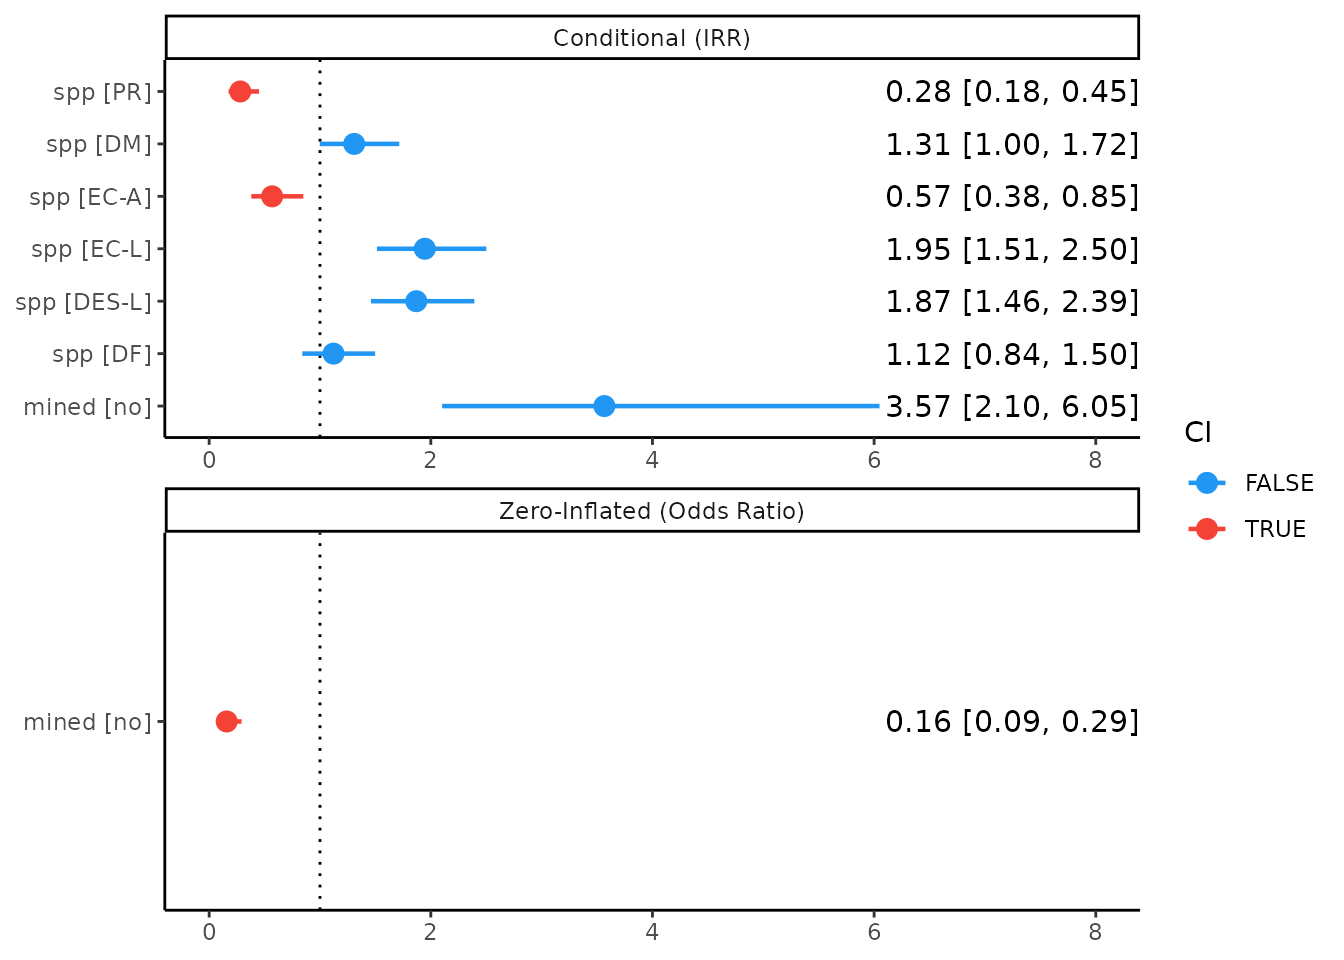 Conditional (IRR)
spp [PR] 0.28 [0.18, 0.45]
spp [DM] 1.31 [1.00, 1.72]
spp [EC-A] 0.57 [0.38, 0.85]
spp [EC-L] 1.95 [1.51, 2.50]
spp [DES-L] 1.87 [1.46, 2.39]
spp [DF] 1.12 [0.84, 1.50]
mined [no] 3.57 [2.10, 6.05]
0 2 4 6 8
Zero-Inflated (Odds Ratio)
mined [no] 0.16 [0.09, 0.29]
0 2 4 6 8
CI
FALSE
TRUE